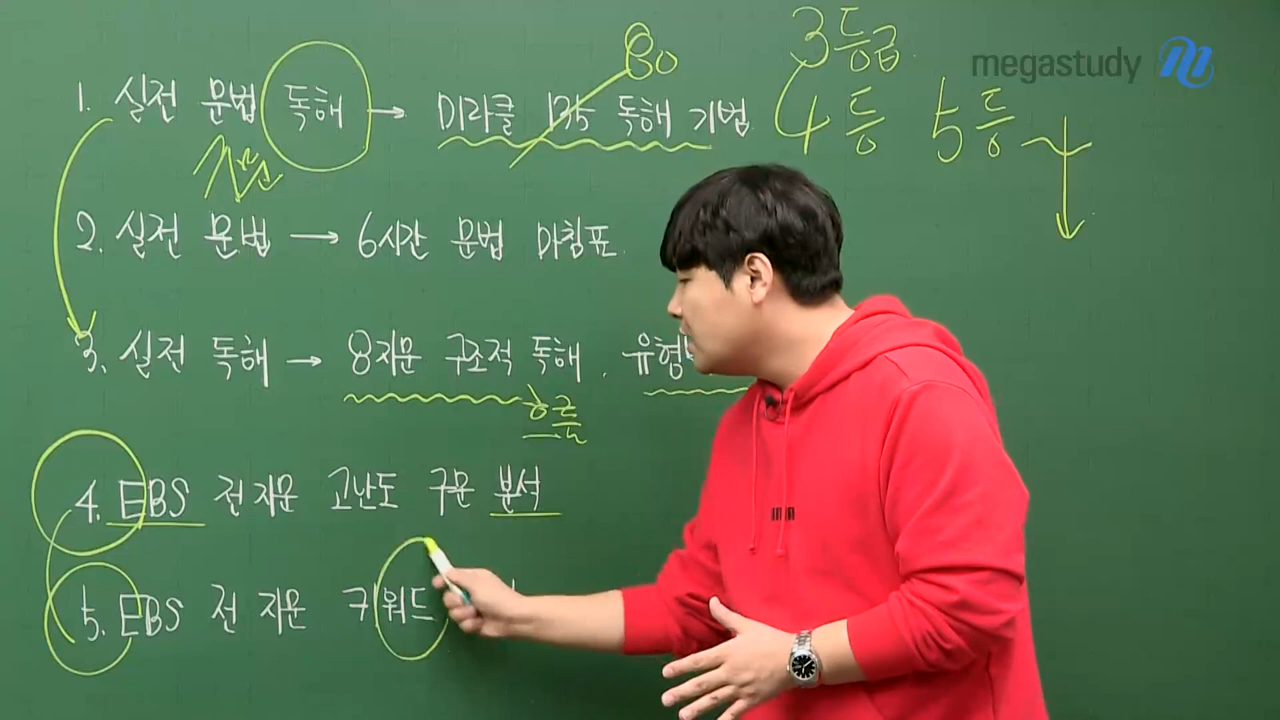 80
3등급
megastudy
1. 실전 문법 독해 → 미라클 135 독해 기법
4등 5등
기본
2. 실전 문법 → 6시간 문법 마침표
3. 실전 독해 → 8지문 구조적 독해. 유형
4. EBS 전 지문 고난도 구문 분석
5. EBS 전 지문 키워드